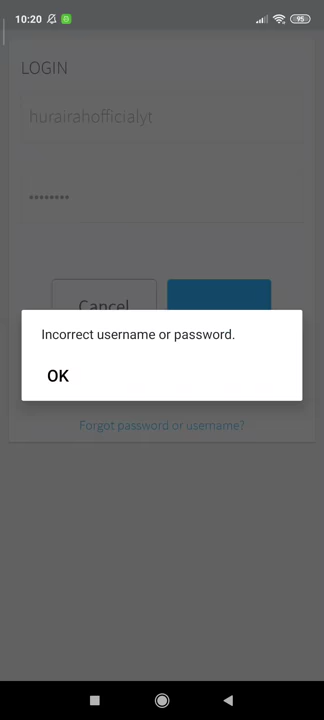 10:20
95
LOGIN
hurairahofficialyt
••••••••
Cancel
Incorrect username or password.
OK
Forgot password or username?